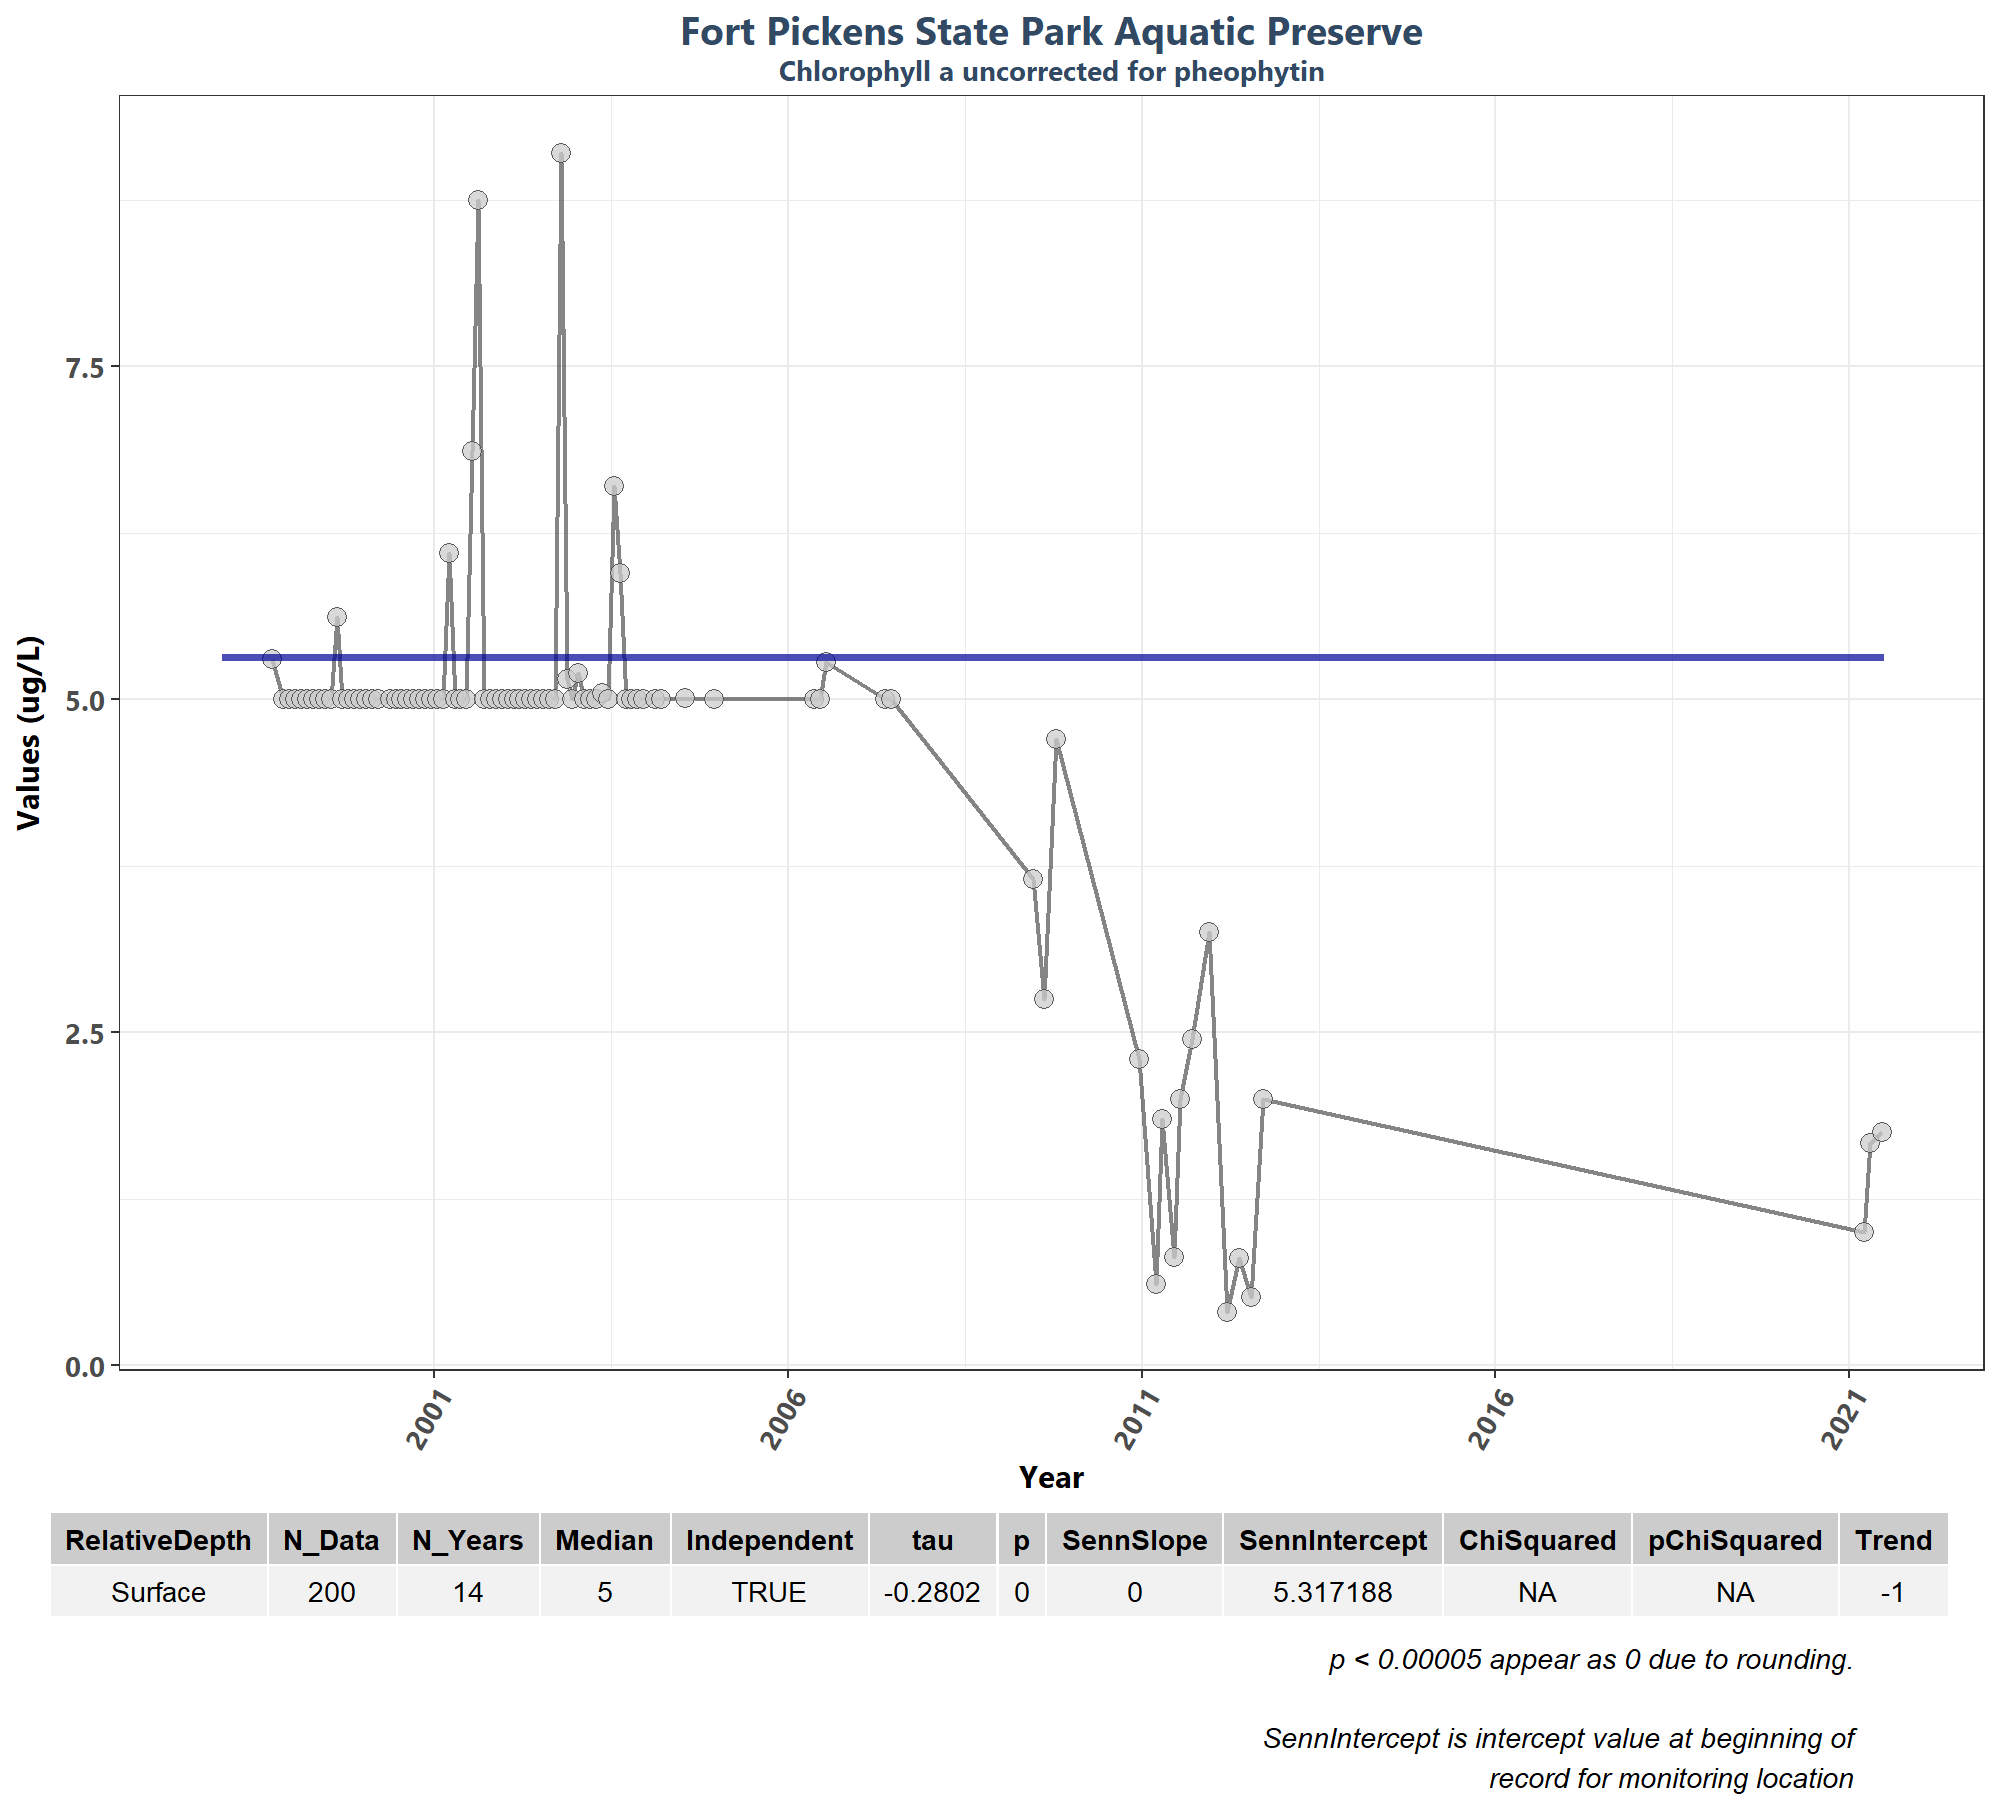 Fort Pickens State Park Aquatic Preserve
Chlorophyll a uncorrected for pheophytin
Values (ug/L)
7.5
5.0
2.5
0.0
2001 2006 2011 2016 2021
Year
RelativeDepth N_Data N_Years Median Independent tau p SennSlope SennIntercept ChiSquared pChiSquared Trend
Surface 200 14 5 TRUE -0.2802 0 0 5.317188 NA NA -1
p < 0.00005 appear as 0 due to rounding.
SennIntercept is intercept value at beginning of
record for monitoring location